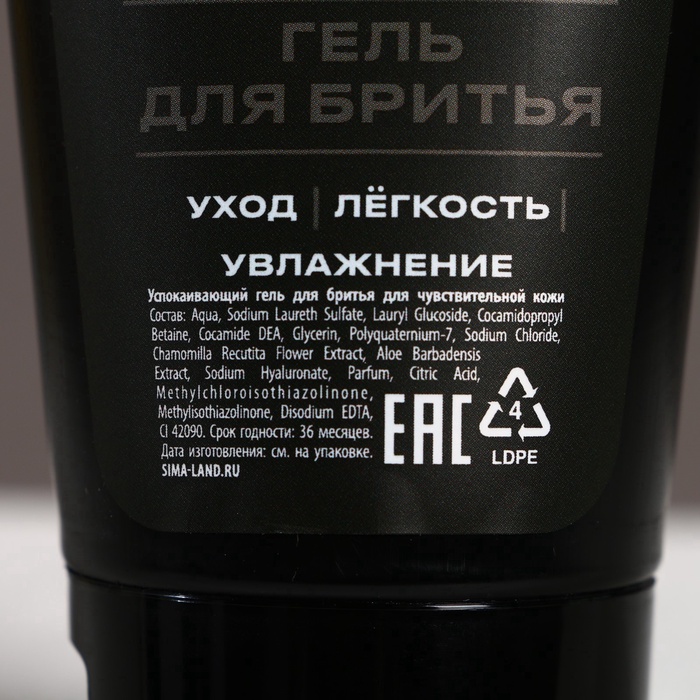 ГЕЛЬ
ДЛЯ БРИТЬЯ
УХОД | ЛЁГКОСТЬ |
УВЛАЖНЕНИЕ
Успокаивающий гель для бритья для чувствительной кожи
Состав: Aqua, Sodium Laureth Sulfate, Lauryl Glucoside, Cocamidopropyl
Betaine, Cocamide DEA, Glycerin, Polyquaternium-7, Sodium Chloride,
Chamomilla Recutita Flower Extract, Aloe Barbadensis
Extract, Sodium Hyaluronate, Parfum, Citric Acid,
Methylchloroisothiazolinone,
Methylisothiazolinone, Disodium EDTA,
CI 42090. Срок годности: 36 месяцев.
Дата изготовления: см. на упаковке.
SIMA-LAND.RU
EAC
4
LDPE